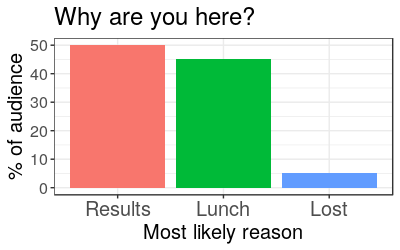 Why are you here?
% of audience
50
40
30
20
10
0
Results Lunch Lost
Most likely reason